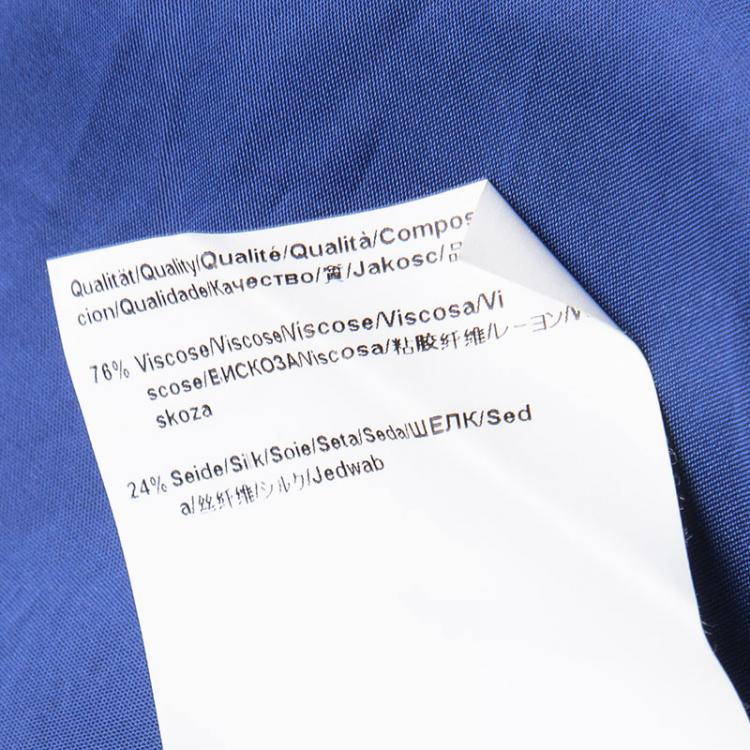 Qualität/Quality/Qualité/Qualità/Compos
cion/Qualidade/Качество/質/Jakosc/品
76% Viscose/Viscose/Viscose/Viscosa/Vi
scose/ВИСКОЗА/Viscosa/粘胶纤维/レーヨン/
skoza
24% Seide/Silk/Soie/Seta/Seda/ШЕЛК/Sed
a/丝纤维/シルク/Jedwab